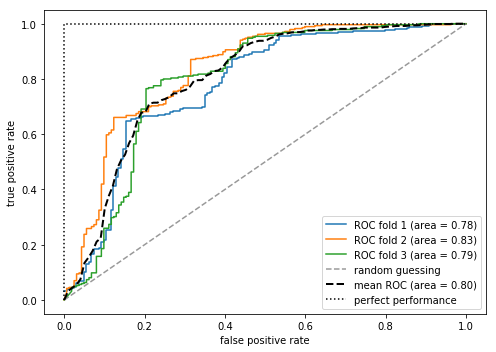 1.0
0.8
0.6
0.4
0.2
0.0
true positive rate
0.0 0.2 0.4 0.6 0.8 1.0
false positive rate
ROC fold 1 (area = 0.78)
ROC fold 2 (area = 0.83)
ROC fold 3 (area = 0.79)
random guessing
mean ROC (area = 0.80)
perfect performance